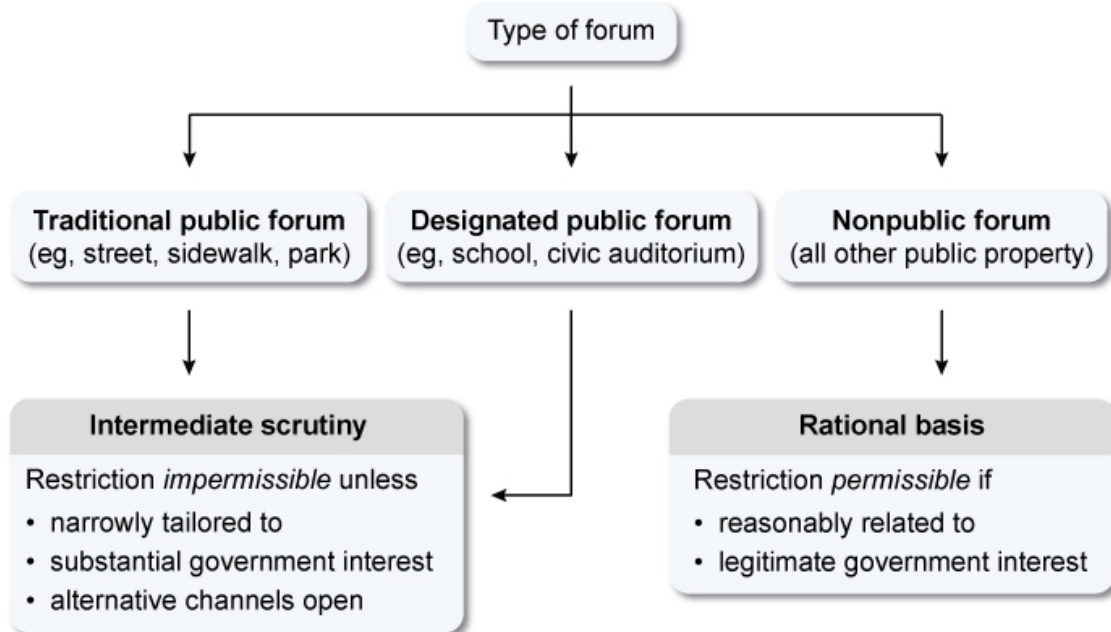 Type of forum
Traditional public forum
(eg, street, sidewalk, park)
Designated public forum
(eg, school, civic auditorium)
Nonpublic forum
(all other public property)
Intermediate scrutiny
Restriction impermissible unless
• narrowly tailored to
• substantial government interest
• alternative channels open
Rational basis
Restriction permissible if
• reasonably related to
• legitimate government interest